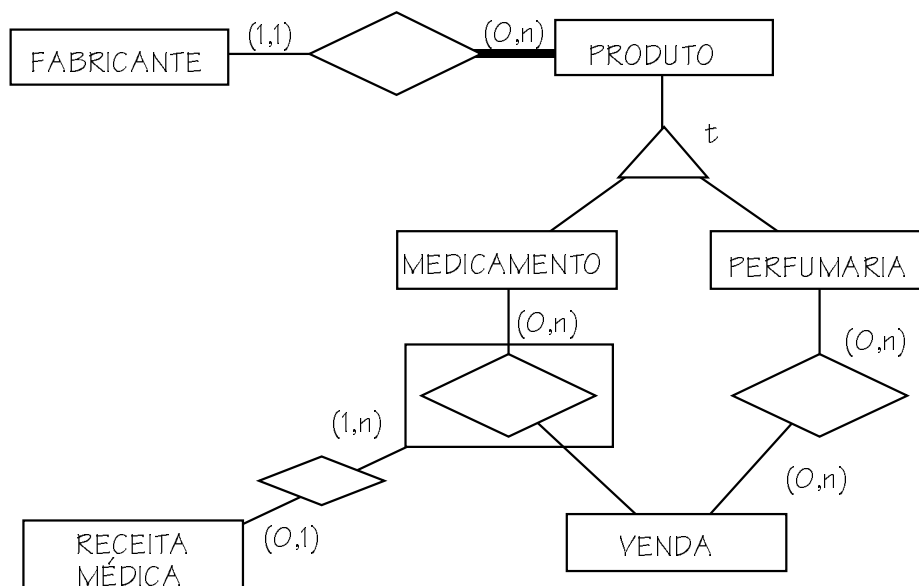 FABRICANTE
(1,1)
(0,n)
PRODUTO
t
MEDICAMENTO
PERFUMARIA
(0,n)
(0,n)
(1,n)
(0,n)
(0,1)
RECEITA
MÉDICA
VENDA